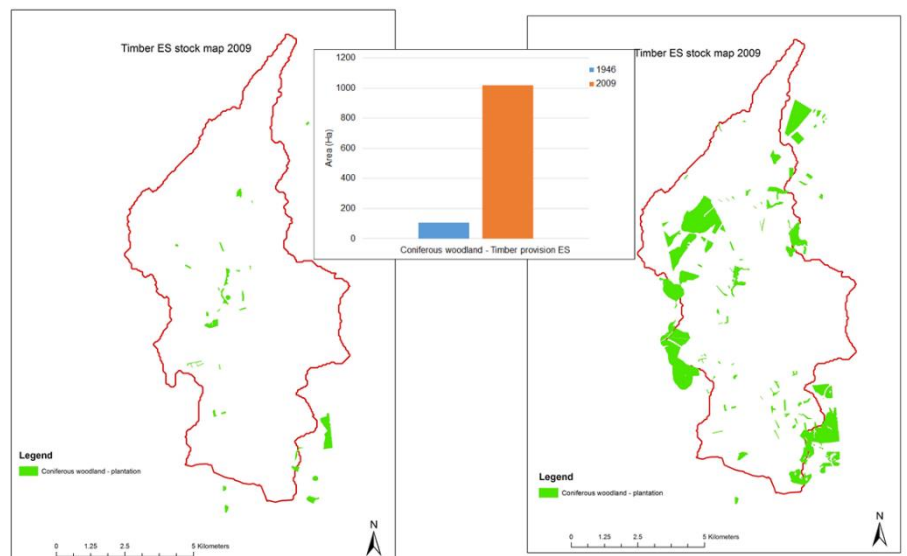 Timber ES stock map 2009
Legend
Coniferous woodland - plantation
0 1.25 2.5 5 Kilometers
N
1200
1000
800
600
400
200
0
Area (Ha)
1946
2009
Coniferous woodland - Timber provision ES
Timber ES stock map 2009
Legend
Coniferous woodland - plantation
0 1.25 2.5 5 Kilometers
N